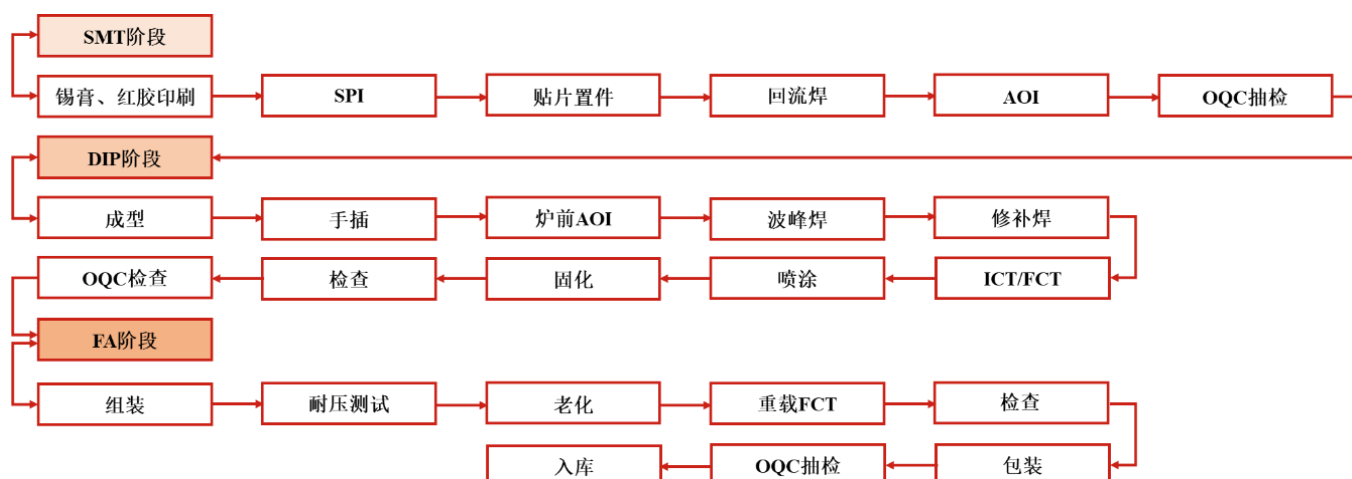 SMT阶段
锡膏、红胶印刷
SPI
贴片置件
回流焊
AOI
OQC抽检
DIP阶段
成型
手插
炉前AOI
波峰焊
修补焊
OQC检查
检查
固化
喷涂
ICT/FCT
FA阶段
组装
耐压测试
老化
重载FCT
检查
入库
OQC抽检
包装